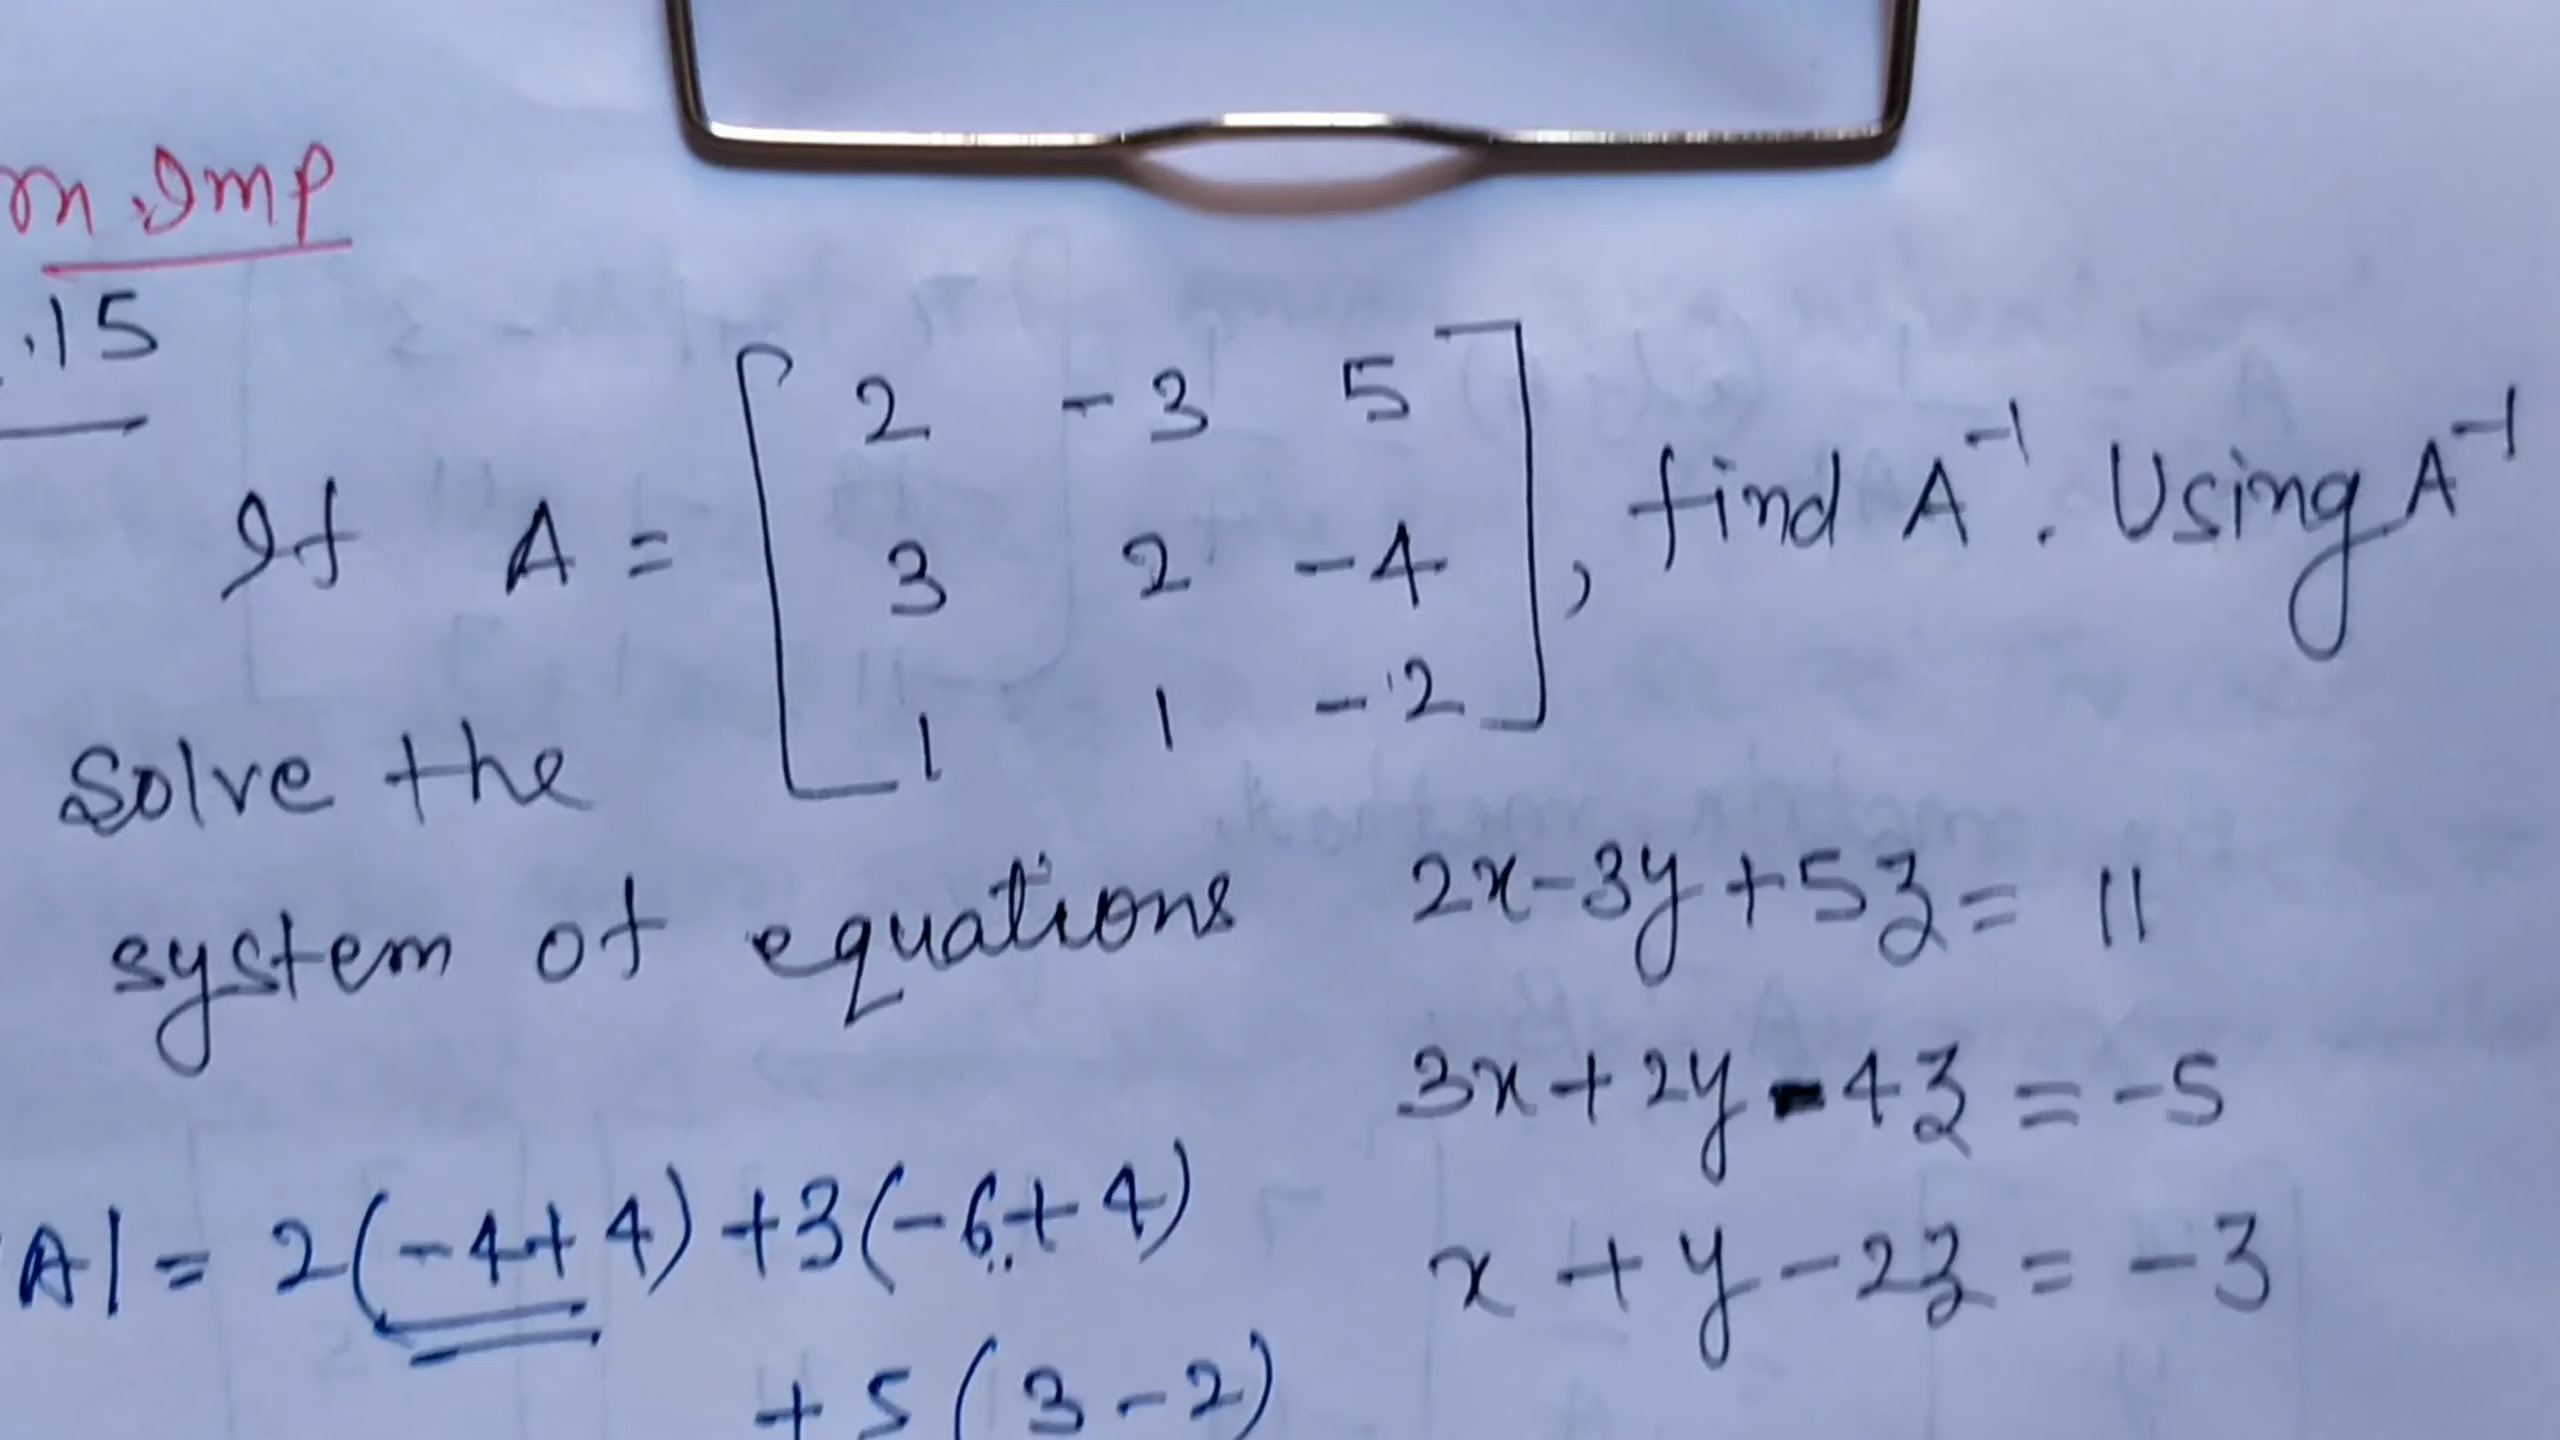 m.Imp
.15
If A = [ 2 -3 5
3 2 -4
1 1 -2 ], find A⁻¹. Using A⁻¹
Solve the
system of equations 2x-3y+5z = 11
3x+2y-4z = -5
x+y-2z = -3
A| = 2(-4+4)+3(-6+4)
+5(3-2)